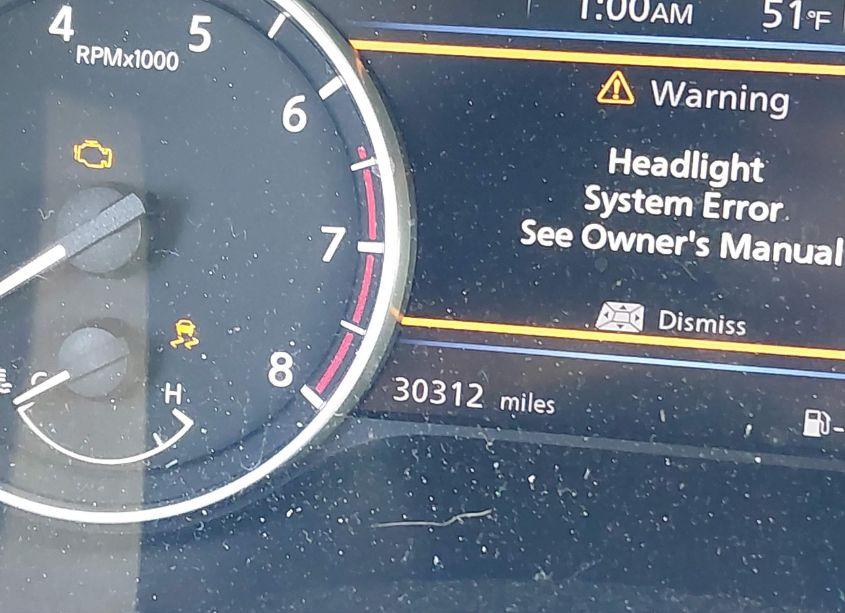 4
5
RPMx1000
6
7
8
H
1:00AM
51°F
Warning
Headlight
System Error
See Owner's Manual
Dismiss
30312 miles